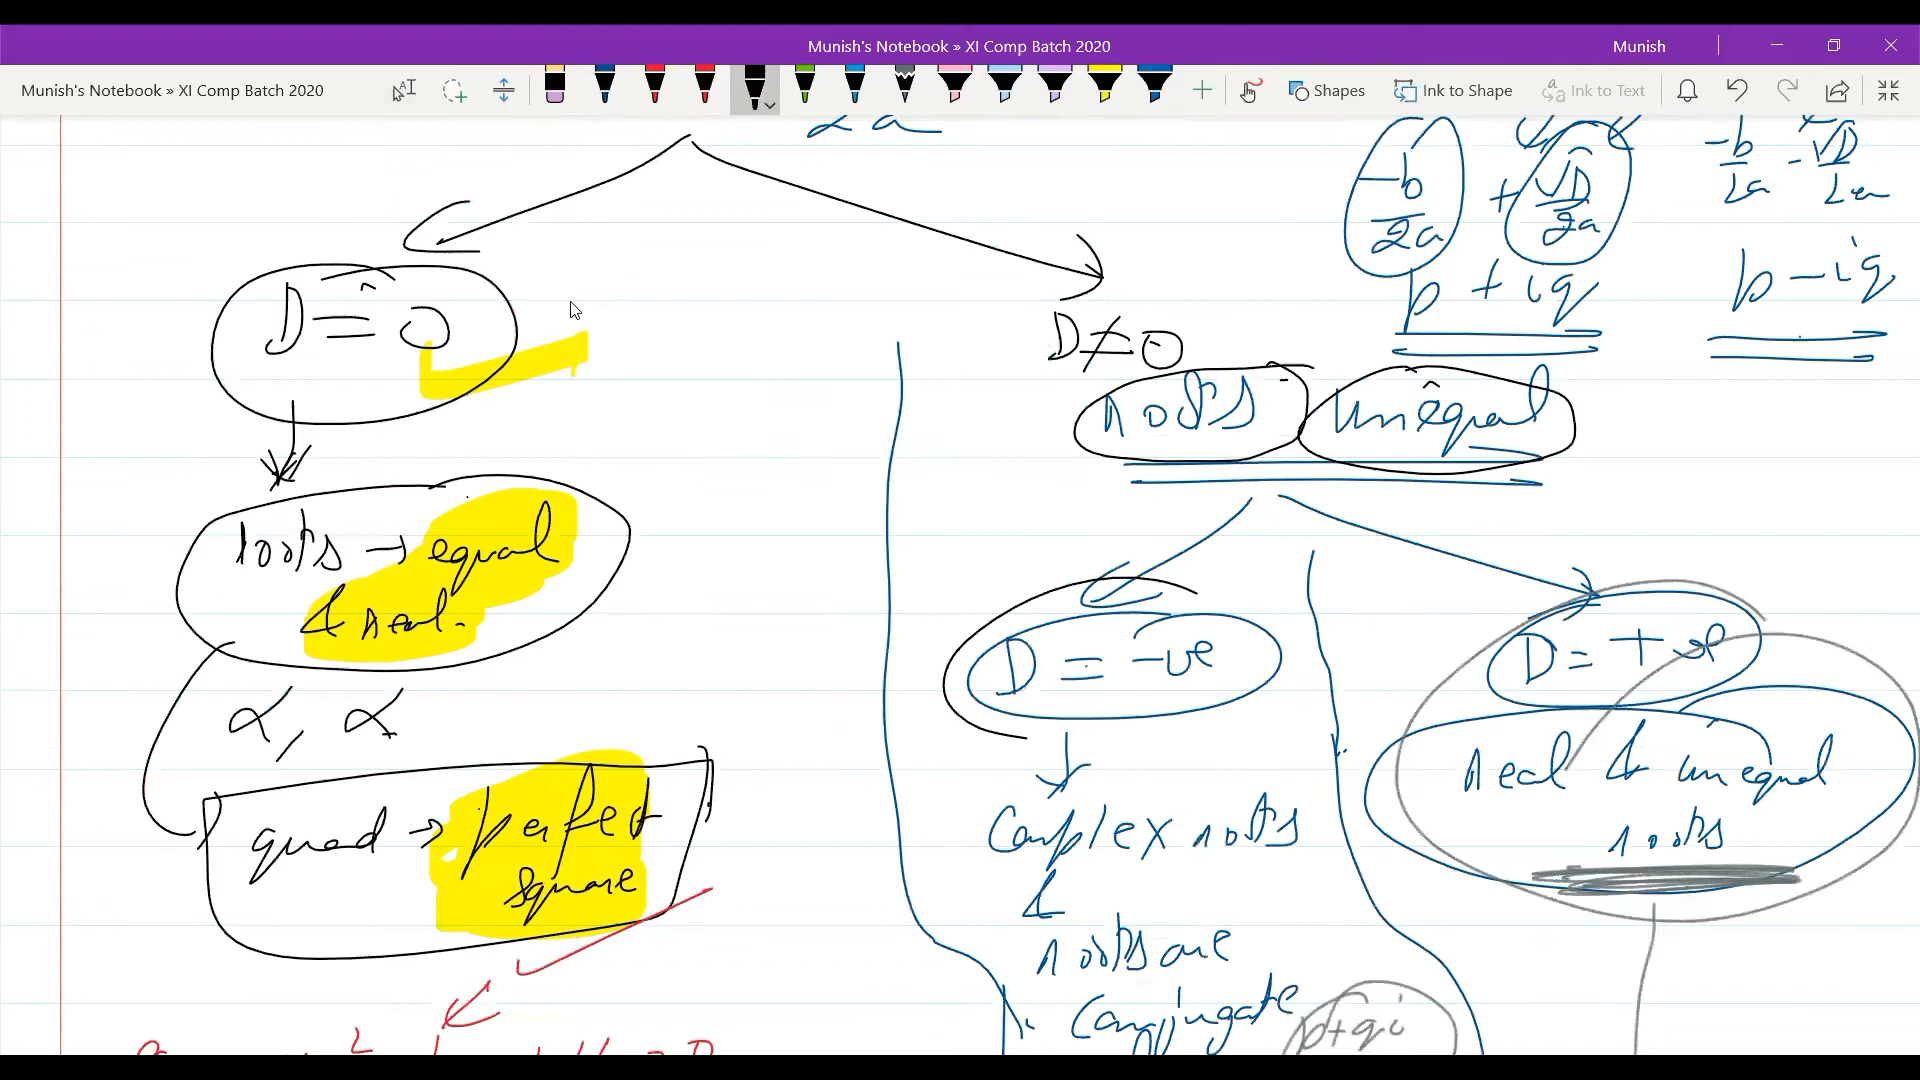 Munish's Notebook » XI Comp Batch 2020
Munish
Munish's Notebook » XI Comp Batch 2020
Shapes
Ink to Shape
Ink to Text
2a
-b/2a + √D/2a
-b/2a - √D/2a
p + iq
p - iq
D = 0
D ≠ 0
roots unequal
roots → equal
& real.
α, α
quad → perfect
square
D = -ve
Complex roots
&
roots are
Conjugate
p+qi
D = +ve
real & unequal
roots